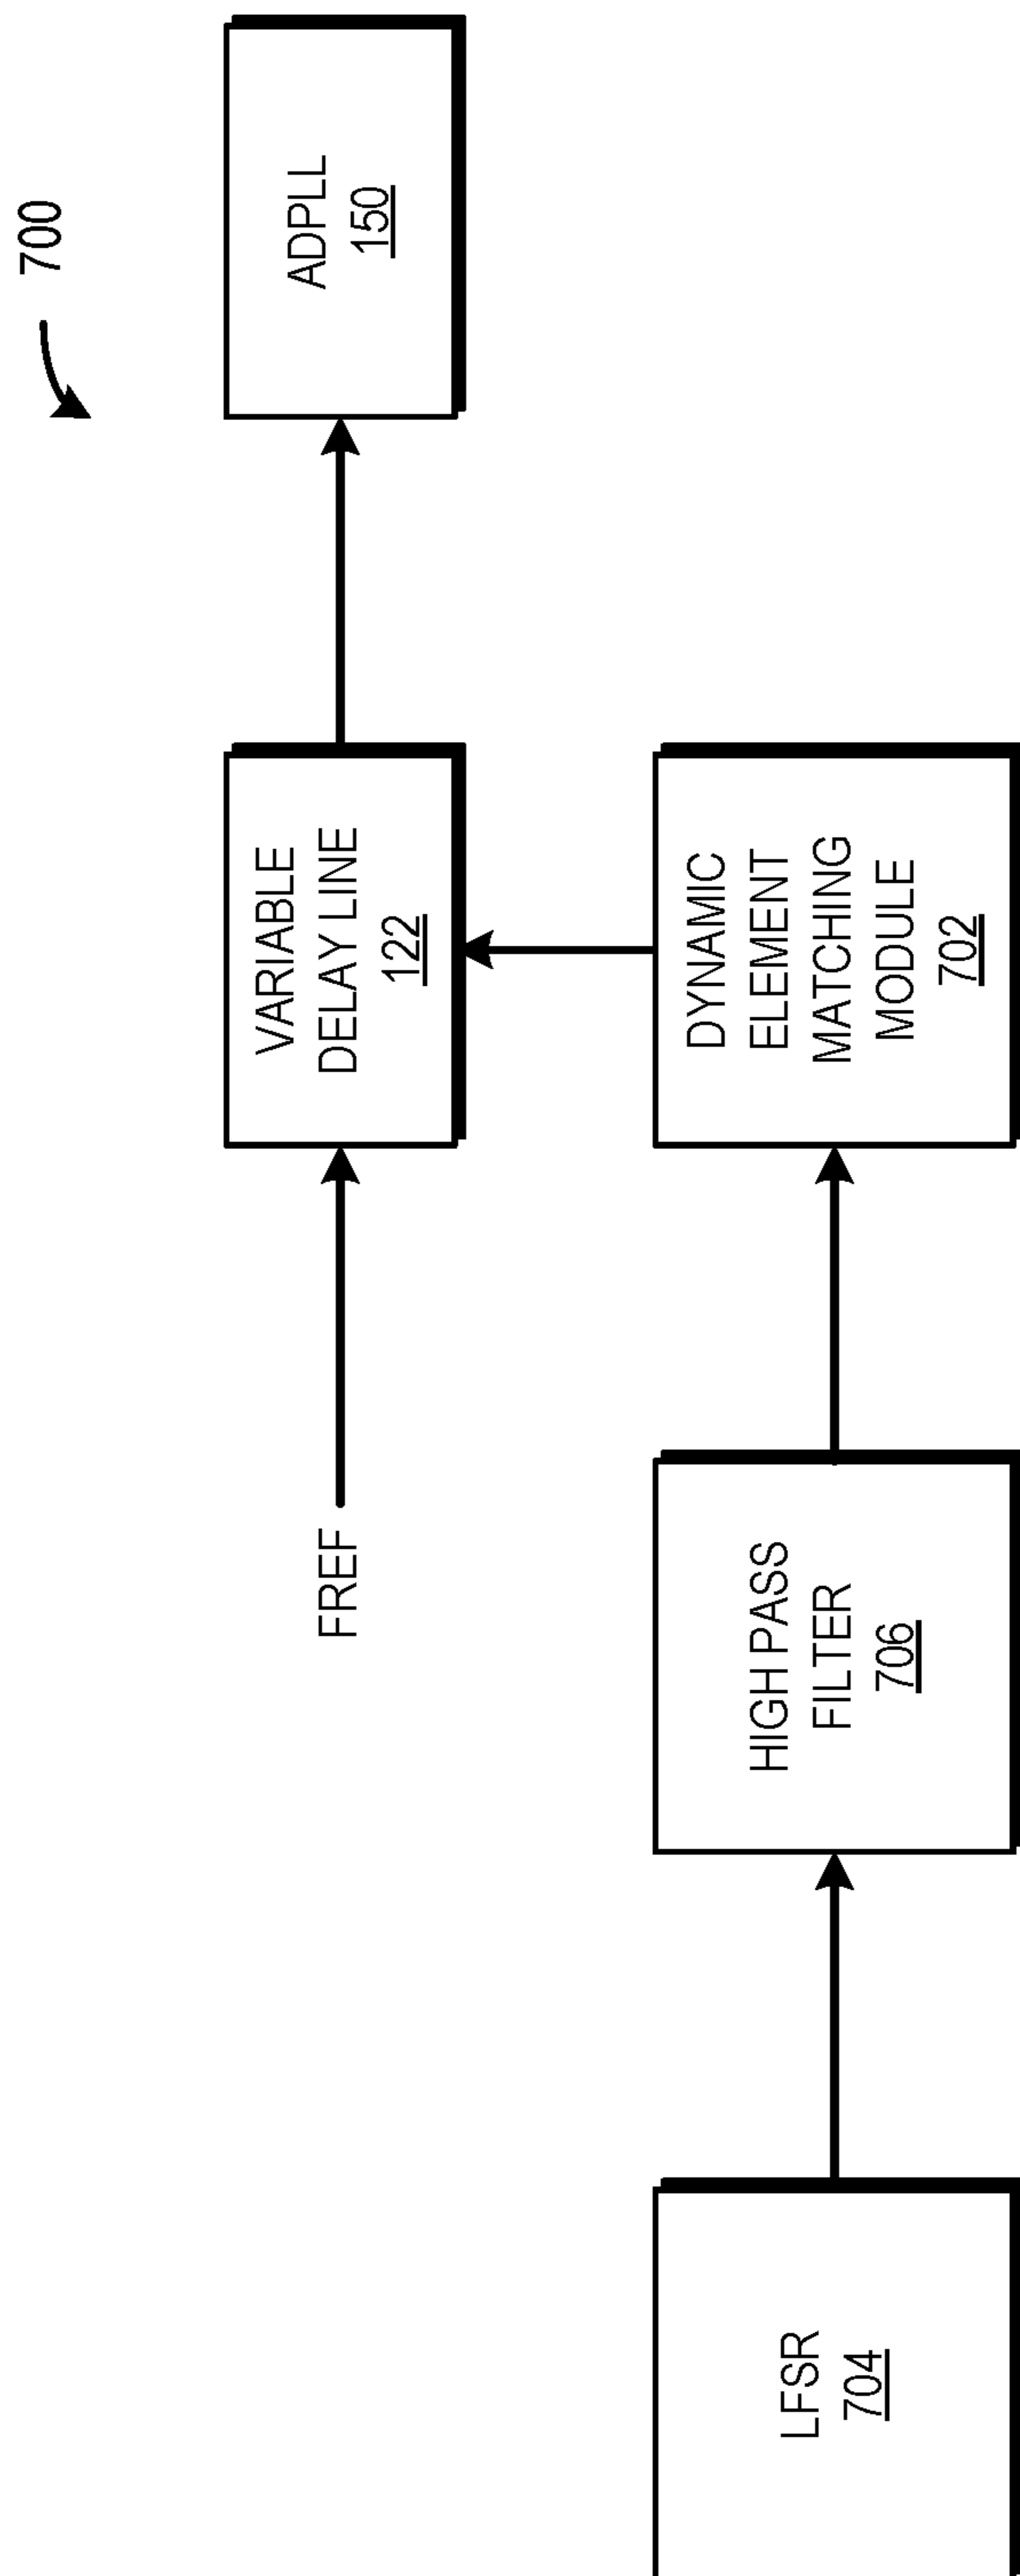 700
FREF
VARIABLE
DELAY LINE
122
ADPLL
150
LFSR
704
HIGH PASS
FILTER
706
DYNAMIC
ELEMENT
MATCHING
MODULE
702